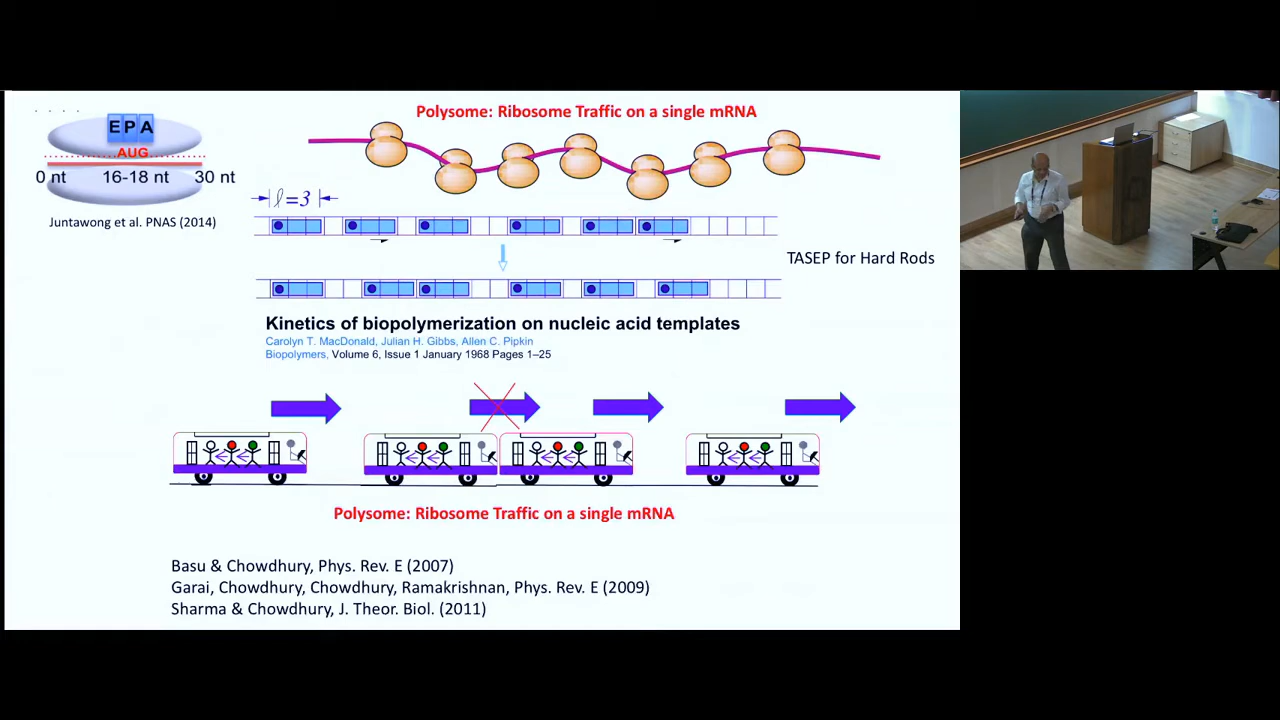 Polysome: Ribosome Traffic on a single mRNA
E P A
AUG
0 nt 16-18 nt 30 nt
Juntawong et al. PNAS (2014)
ℓ=3
TASEP for Hard Rods
Kinetics of biopolymerization on nucleic acid templates
Carolyn T. MacDonald, Julian H. Gibbs, Allen C. Pipkin
Biopolymers, Volume 6, Issue 1 January 1968 Pages 1–25
Polysome: Ribosome Traffic on a single mRNA
Basu & Chowdhury, Phys. Rev. E (2007)
Garai, Chowdhury, Chowdhury, Ramakrishnan, Phys. Rev. E (2009)
Sharma & Chowdhury, J. Theor. Biol. (2011)